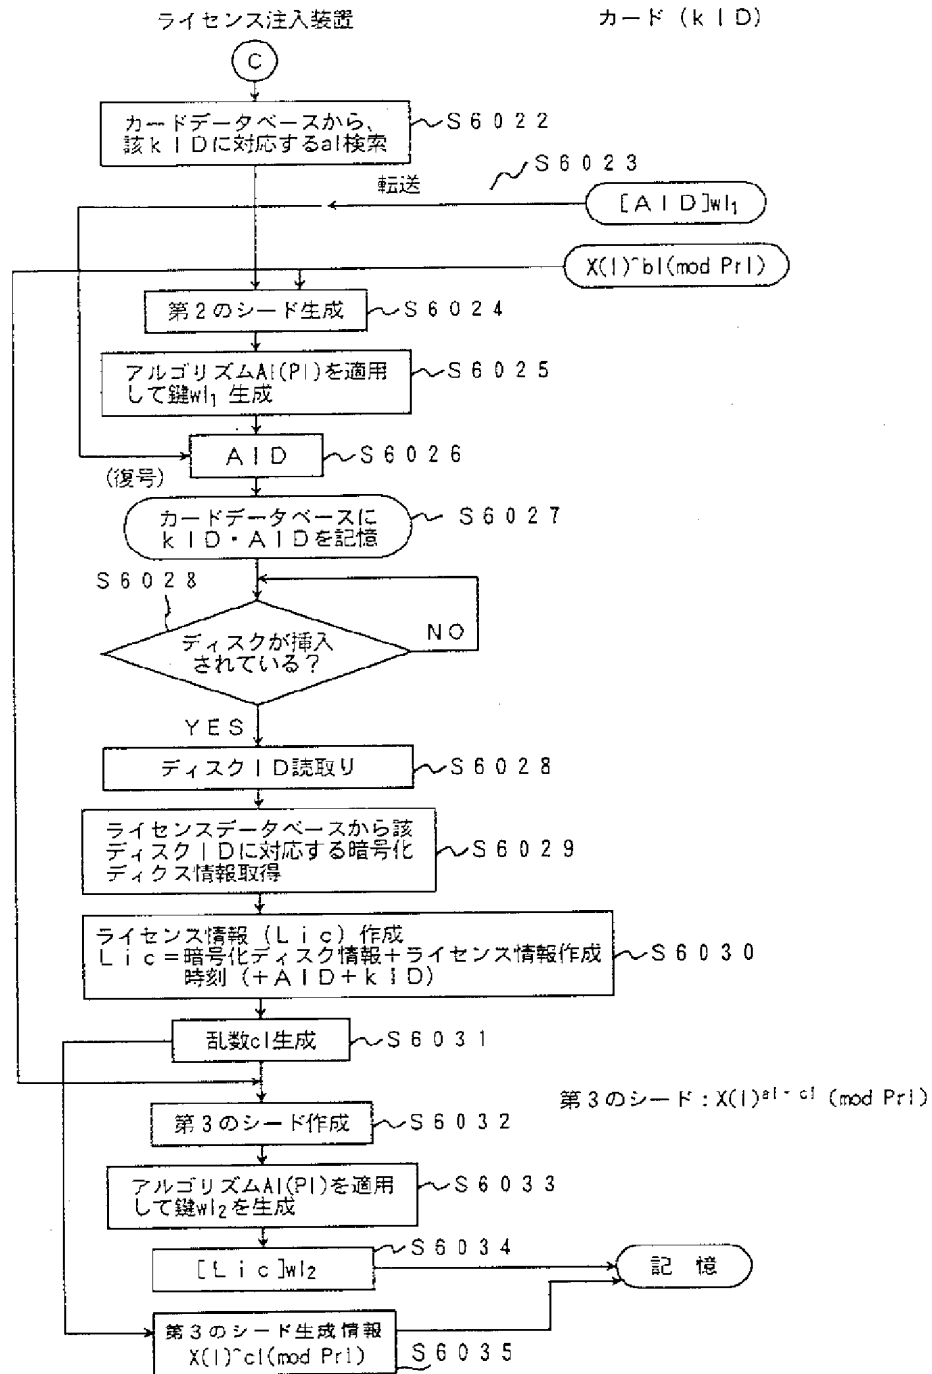 ライセンス注入装置
カード(kID)
C
カードデータベースから、
該kIDに対応するal検索
S6022
S6023
転送
[AID]wl₁
X(l)^bl(mod Prl)
第2のシード生成
S6024
アルゴリズムAl(Pl)を適用
して鍵wl₁ 生成
S6025
AID
S6026
(復号)
カードデータベースに
kID・AIDを記憶
S6027
S6028
ディスクが挿入
されている?
NO
YES
ディスクID読取り
S6028
ライセンスデータベースから該
ディスクIDに対応する暗号化
ディクス情報取得
S6029
ライセンス情報(Lic)作成
Lic=暗号化ディスク情報+ライセンス情報作成
時刻(+AID+kID)
S6030
乱数cl生成
S6031
第3のシード作成
S6032
第3のシード:X(l)^al・cl (mod Prl)
アルゴリズムAl(Pl)を適用
して鍵wl₂を生成
S6033
[Lic]wl₂
S6034
記 憶
第3のシード生成情報
X(l)^cl(mod Prl)
S6035